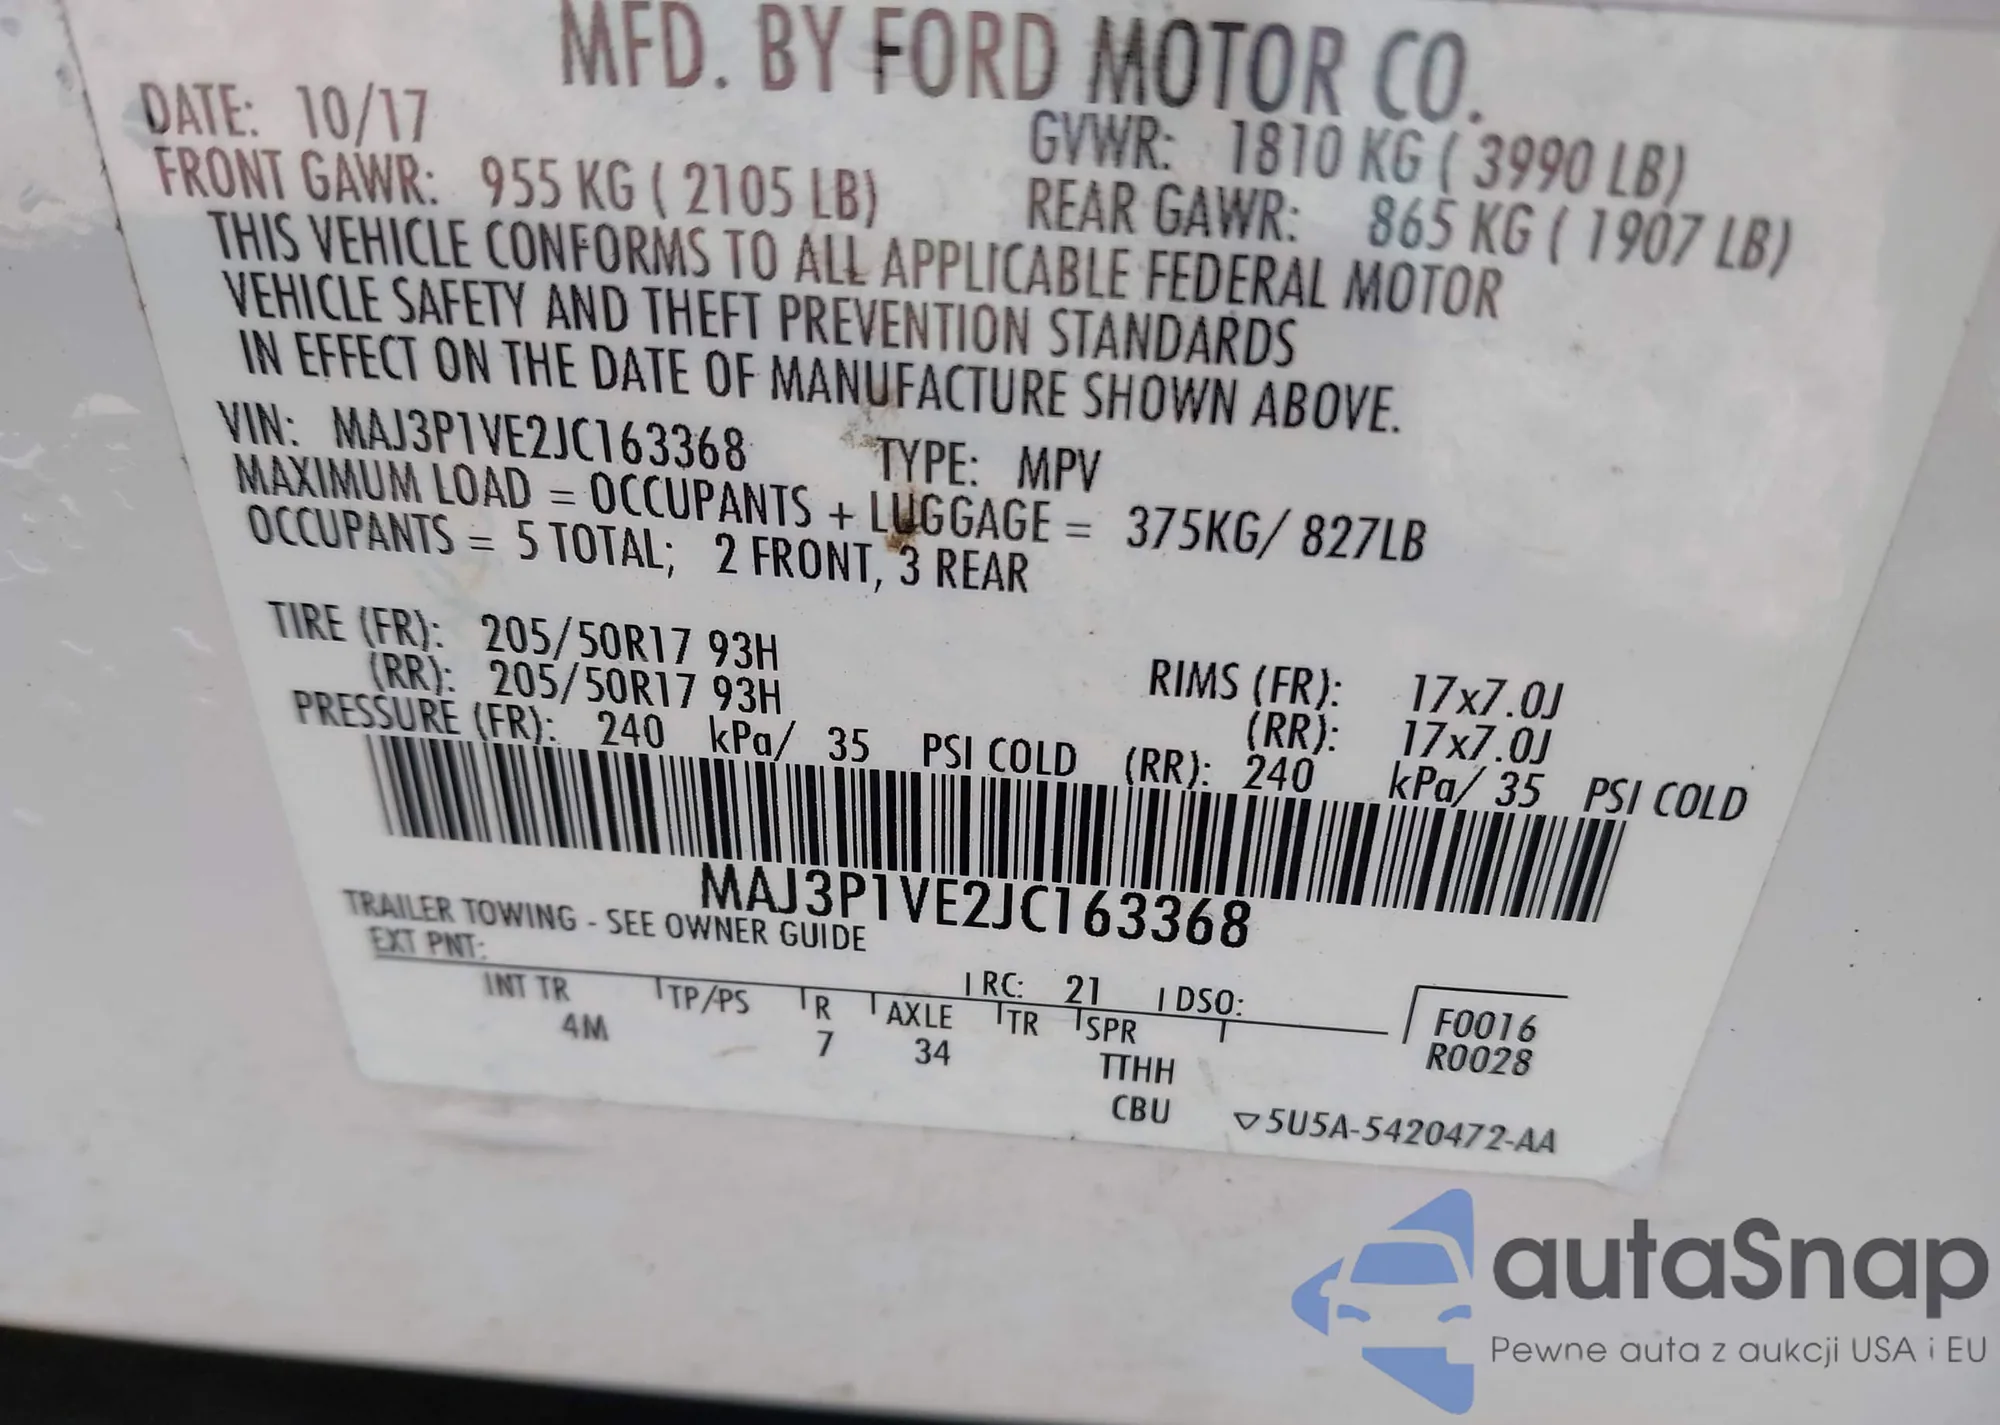 MFD. BY FORD MOTOR CO.
DATE: 10/17 GVWR: 1810 KG ( 3990 LB)
FRONT GAWR: 955 KG ( 2105 LB) REAR GAWR: 865 KG ( 1907 LB)
THIS VEHICLE CONFORMS TO ALL APPLICABLE FEDERAL MOTOR
VEHICLE SAFETY AND THEFT PREVENTION STANDARDS
IN EFFECT ON THE DATE OF MANUFACTURE SHOWN ABOVE.
VIN: MAJ3P1VE2JC163368 TYPE: MPV
MAXIMUM LOAD = OCCUPANTS + LUGGAGE = 375KG/ 827LB
OCCUPANTS = 5 TOTAL; 2 FRONT, 3 REAR
TIRE (FR): 205/50R17 93H RIMS (FR): 17x7.0J
(RR): 205/50R17 93H (RR): 17x7.0J
PRESSURE (FR): 240 kPa/ 35 PSI COLD (RR): 240 kPa/ 35 PSI COLD
MAJ3P1VE2JC163368
TRAILER TOWING - SEE OWNER GUIDE
EXT PNT: RC: 21 DSO:
INT TR TP/PS R AXLE TR SPR F0016
4M 7 34 TTHH R0028
CBU ▽5U5A-5420472-AA
autaSnap
Pewne auta z aukcji USA i EU